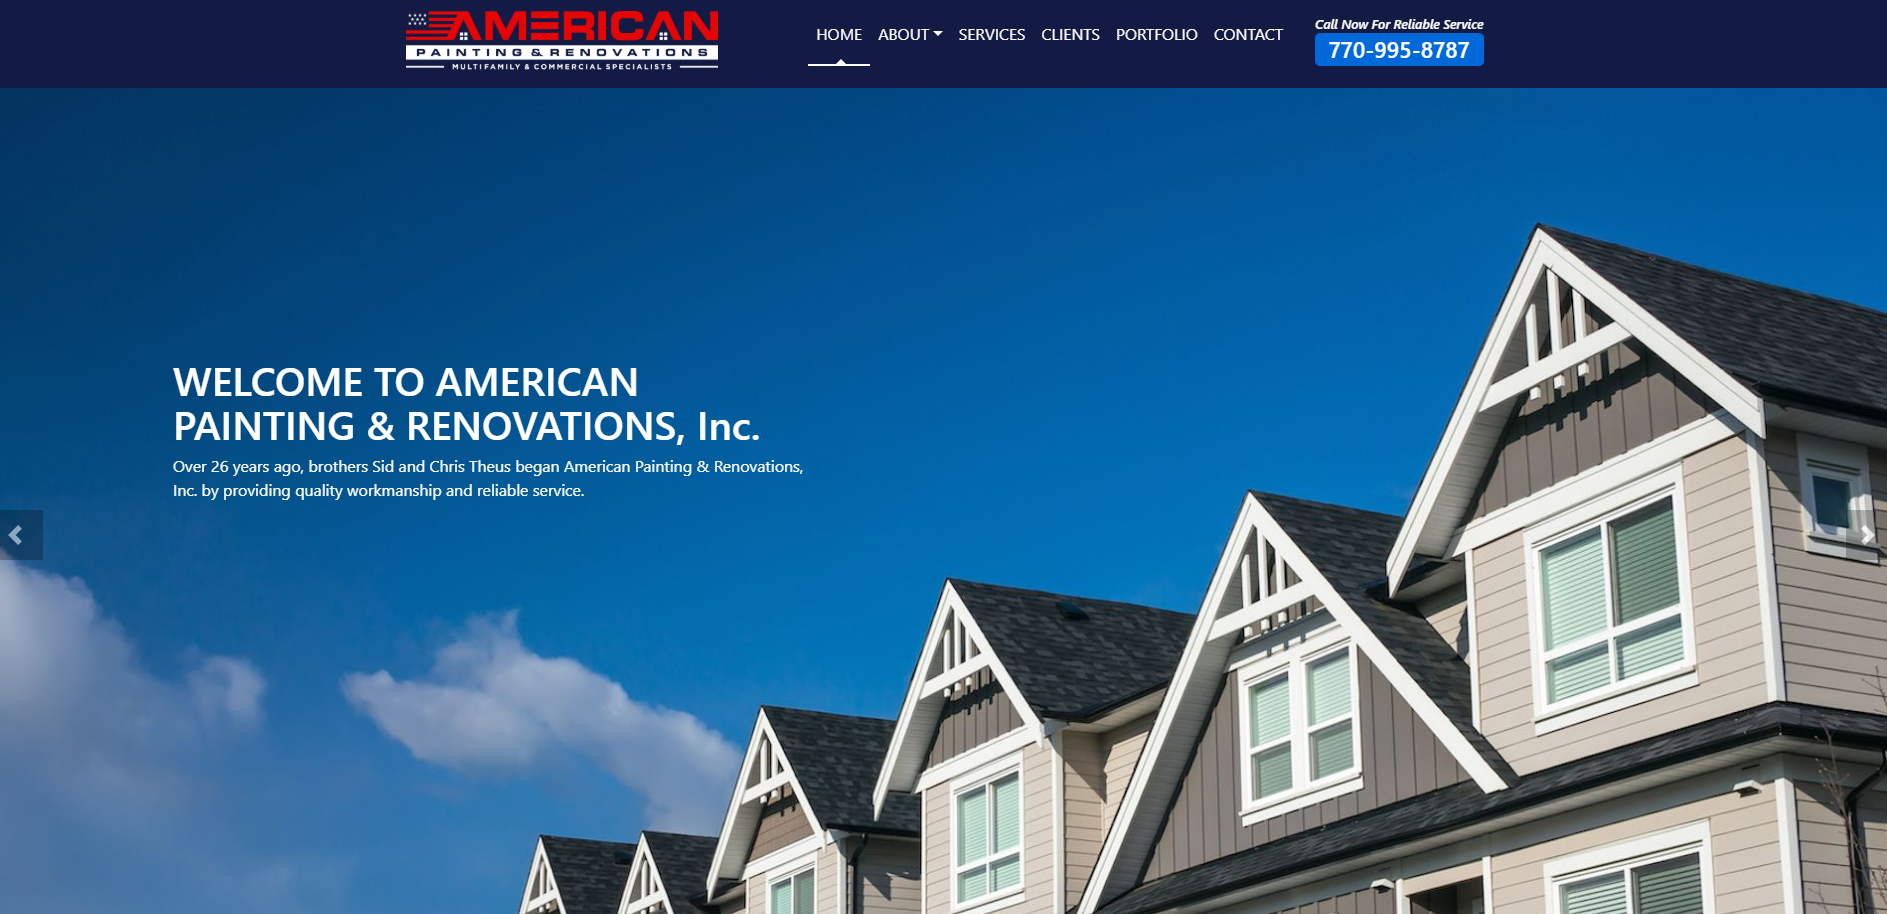 AMERICAN
PAINTING & RENOVATIONS
MULTIFAMILY & COMMERCIAL SPECIALISTS
HOME ABOUT SERVICES CLIENTS PORTFOLIO CONTACT
Call Now For Reliable Service
770-995-8787
WELCOME TO AMERICAN
PAINTING & RENOVATIONS, Inc.
Over 26 years ago, brothers Sid and Chris Theus began American Painting & Renovations,
Inc. by providing quality workmanship and reliable service.